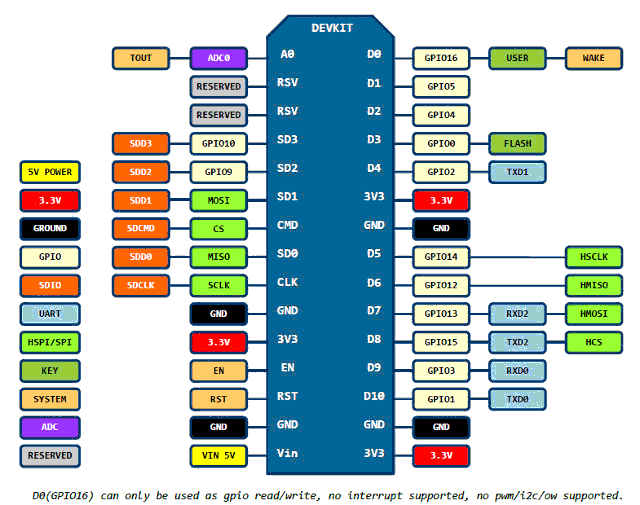 DEVKIT
TOUT ADC0 A0 D0 GPIO16 USER WAKE
RESERVED RSV D1 GPIO5
RESERVED RSV D2 GPIO4
SDD3 GPIO10 SD3 D3 GPIO0 FLASH
5V POWER SDD2 GPIO9 SD2 D4 GPIO2 TXD1
3.3V SDD1 MOSI SD1 3V3 3.3V
GROUND SDCMD CS CMD GND GND
GPIO SDD0 MISO SD0 D5 GPIO14 HSCLK
SDIO SDCLK SCLK CLK D6 GPIO12 HMISO
UART GND GND D7 GPIO13 RXD2 HMOSI
HSPI/SPI 3.3V 3V3 D8 GPIO15 TXD2 HCS
KEY EN EN D9 GPIO3 RXD0
SYSTEM RST RST D10 GPIO1 TXD0
ADC GND GND GND GND
RESERVED VIN 5V Vin 3V3 3.3V
D0(GPIO16) can only be used as gpio read/write, no interrupt supported, no pwm/i2c/ow supported.